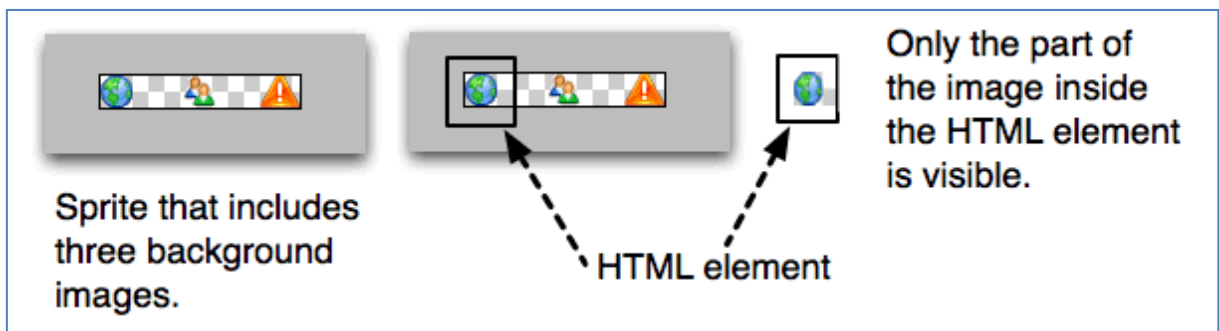 Sprite that includes
three background
images.
HTML element
Only the part of
the image inside
the HTML element
is visible.